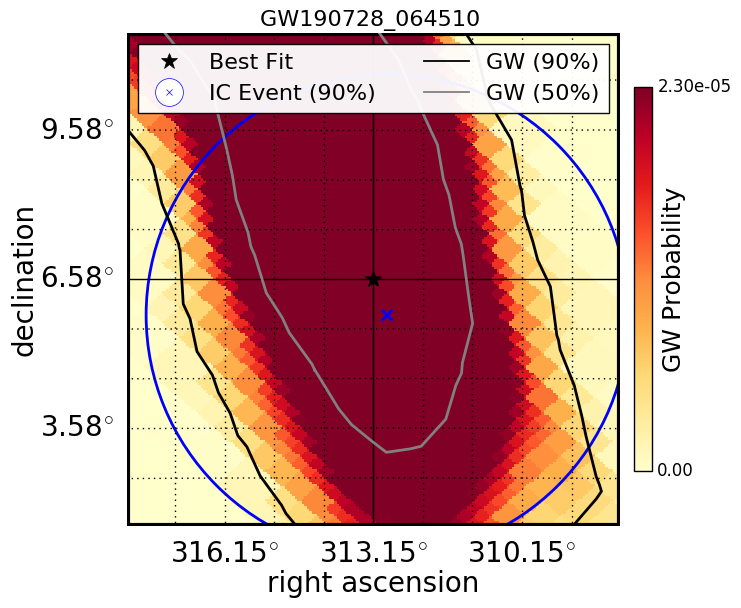 GW190728_064510
Best Fit
IC Event (90%)
GW (90%)
GW (50%)
2.30e-05
0.00
GW Probability
9.58°
6.58°
3.58°
declination
316.15°
313.15°
310.15°
right ascension